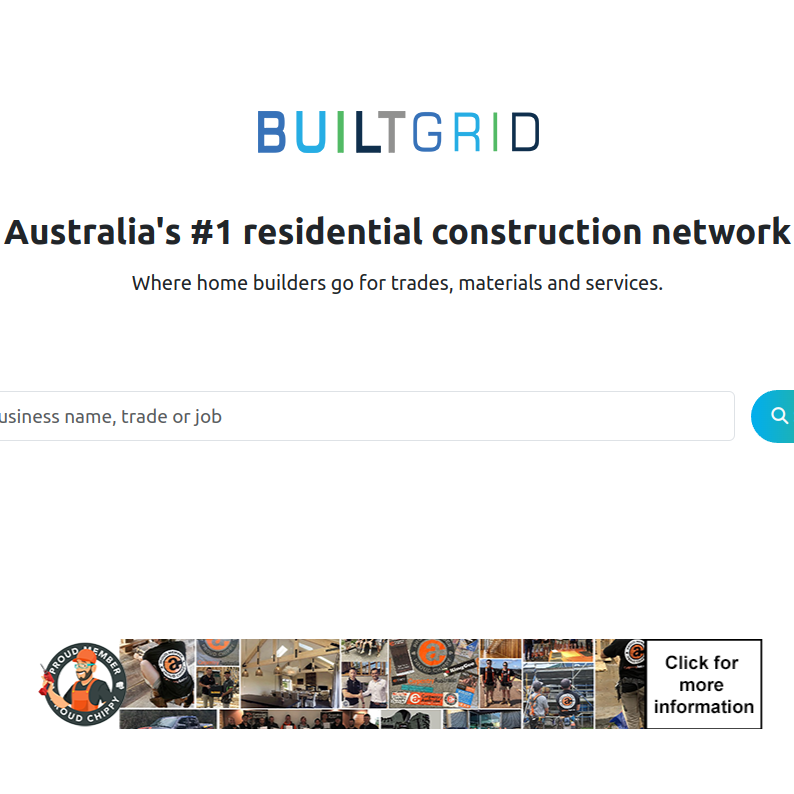 BUILTGRID
Australia's #1 residential construction network
Where home builders go for trades, materials and services.
usiness name, trade or job
PROUD MEMBER
PROUD CHIPPY
Click for
more
information